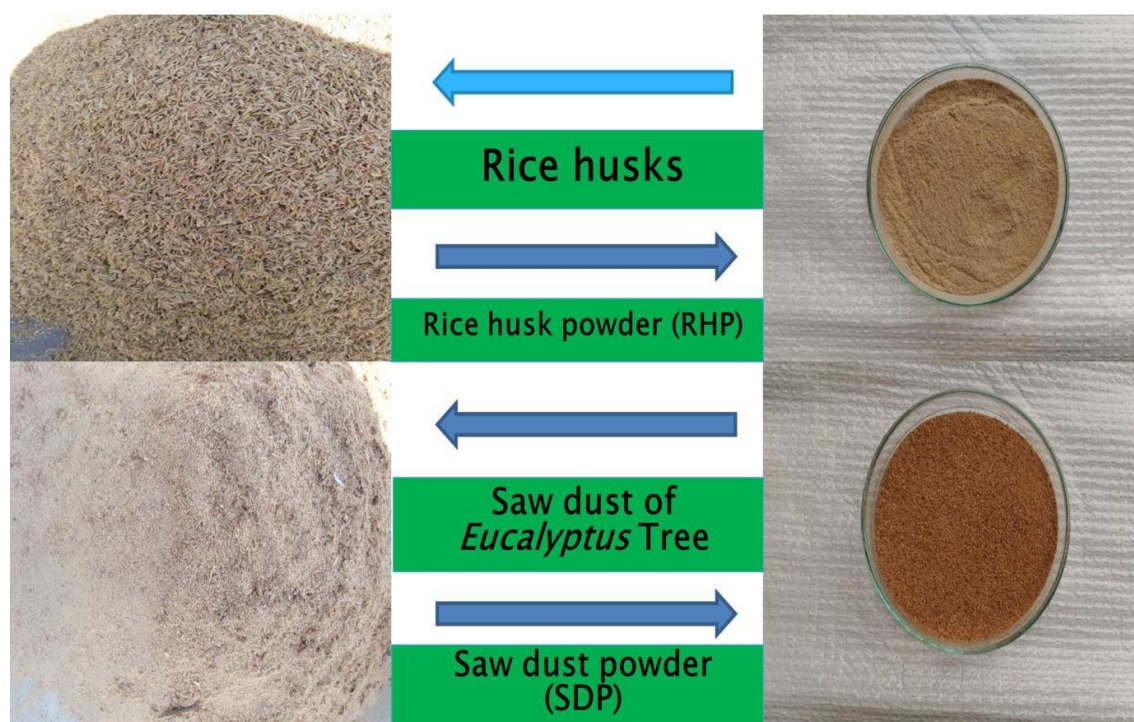 Rice husks
Rice husk powder (RHP)
Saw dust of
Eucalyptus Tree
Saw dust powder
(SDP)